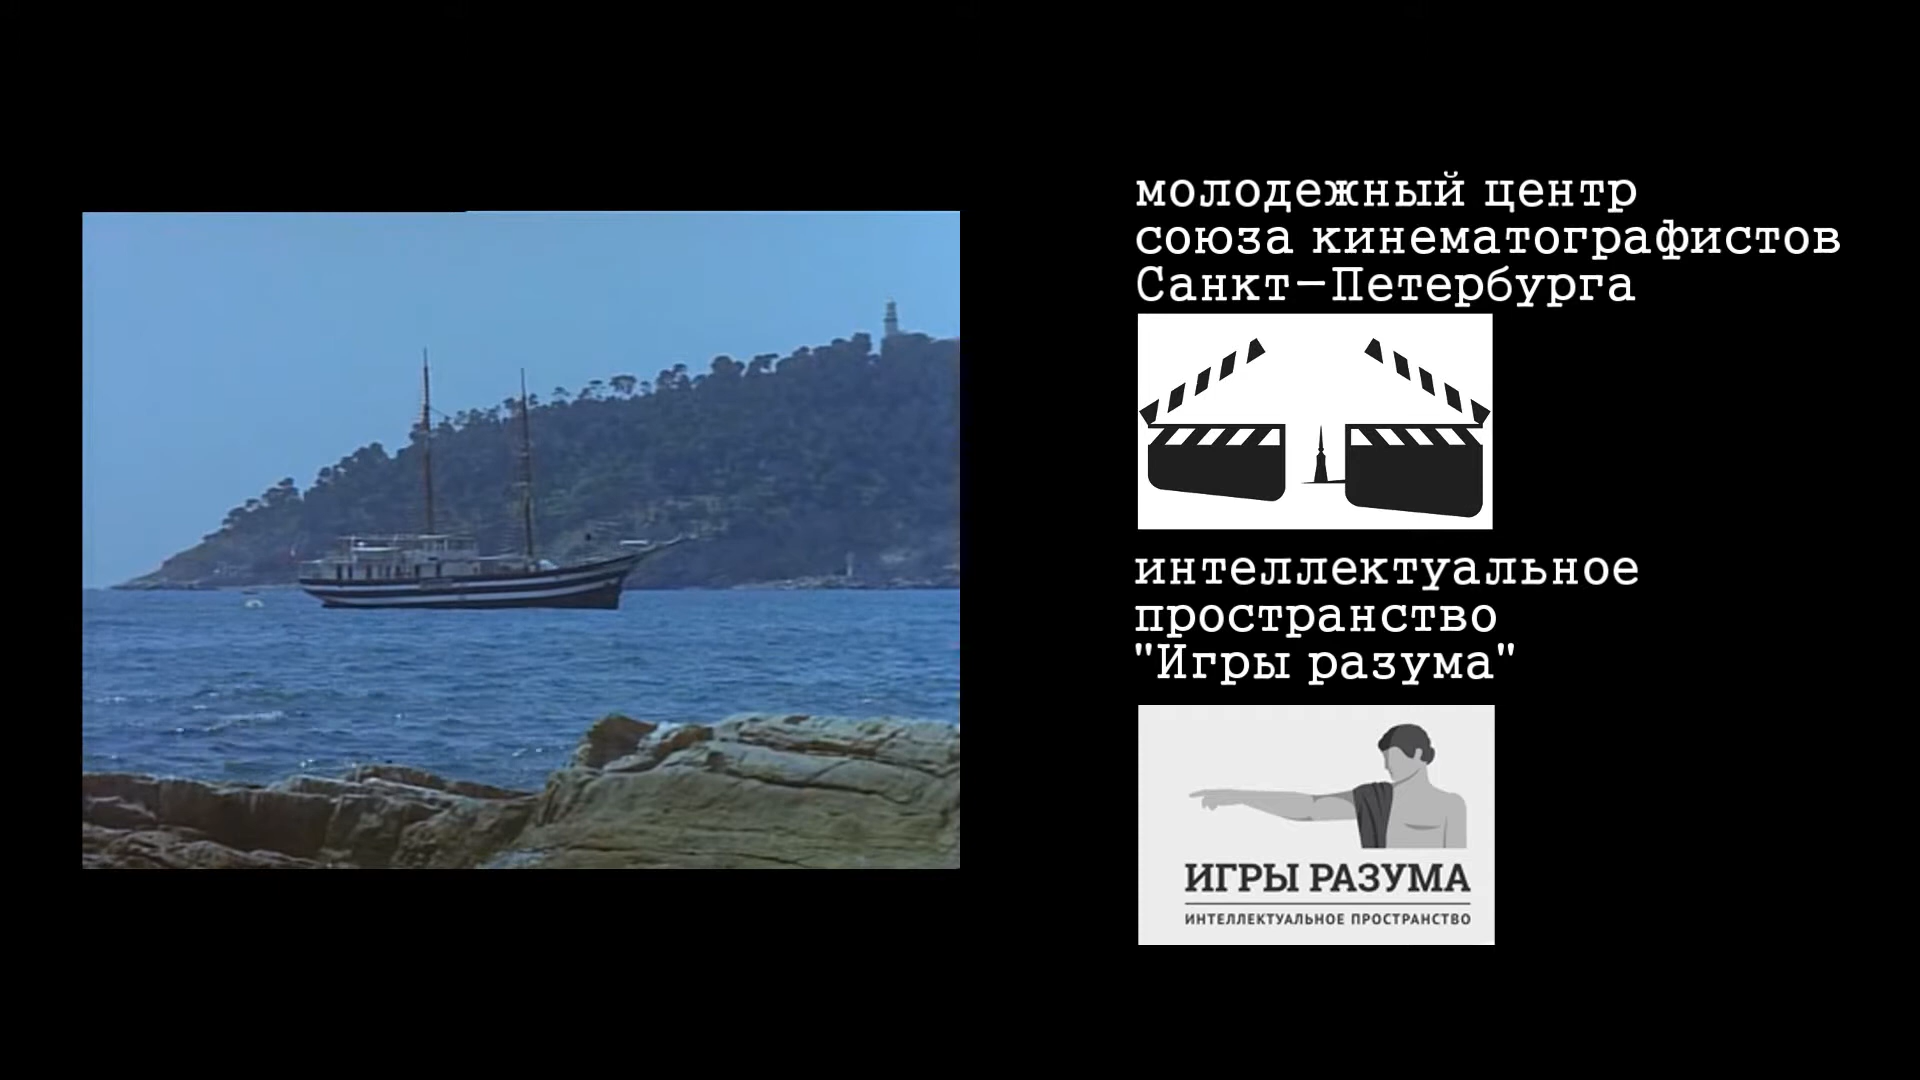 молодежный центр
союза кинематографистов
Санкт-Петербурга
интеллектуальное
пространство
"Игры разума"
ИГРЫ РАЗУМА
ИНТЕЛЛЕКТУАЛЬНОЕ ПРОСТРАНСТВО